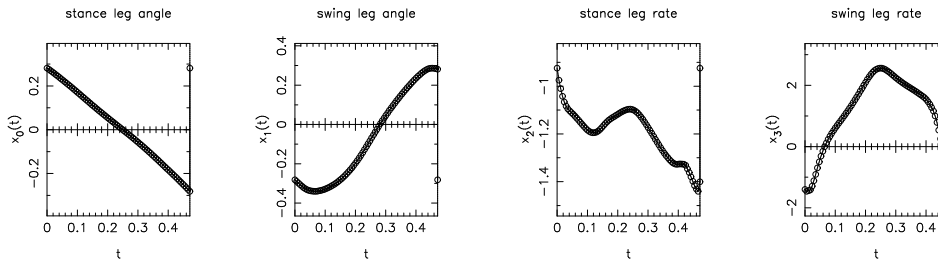 stance leg angle
swing leg angle
stance leg rate
swing leg rate
x0(t)
0.2
0
−0.2
0 0.1 0.2 0.3 0.4
t
x1(t)
0.4
0.2
0
−0.2
−0.4
0 0.1 0.2 0.3 0.4
t
x2(t)
−1
−1.2
−1.4
0 0.1 0.2 0.3 0.4
t
x3(t)
2
0
−2
0 0.1 0.2 0.3 0.4
t